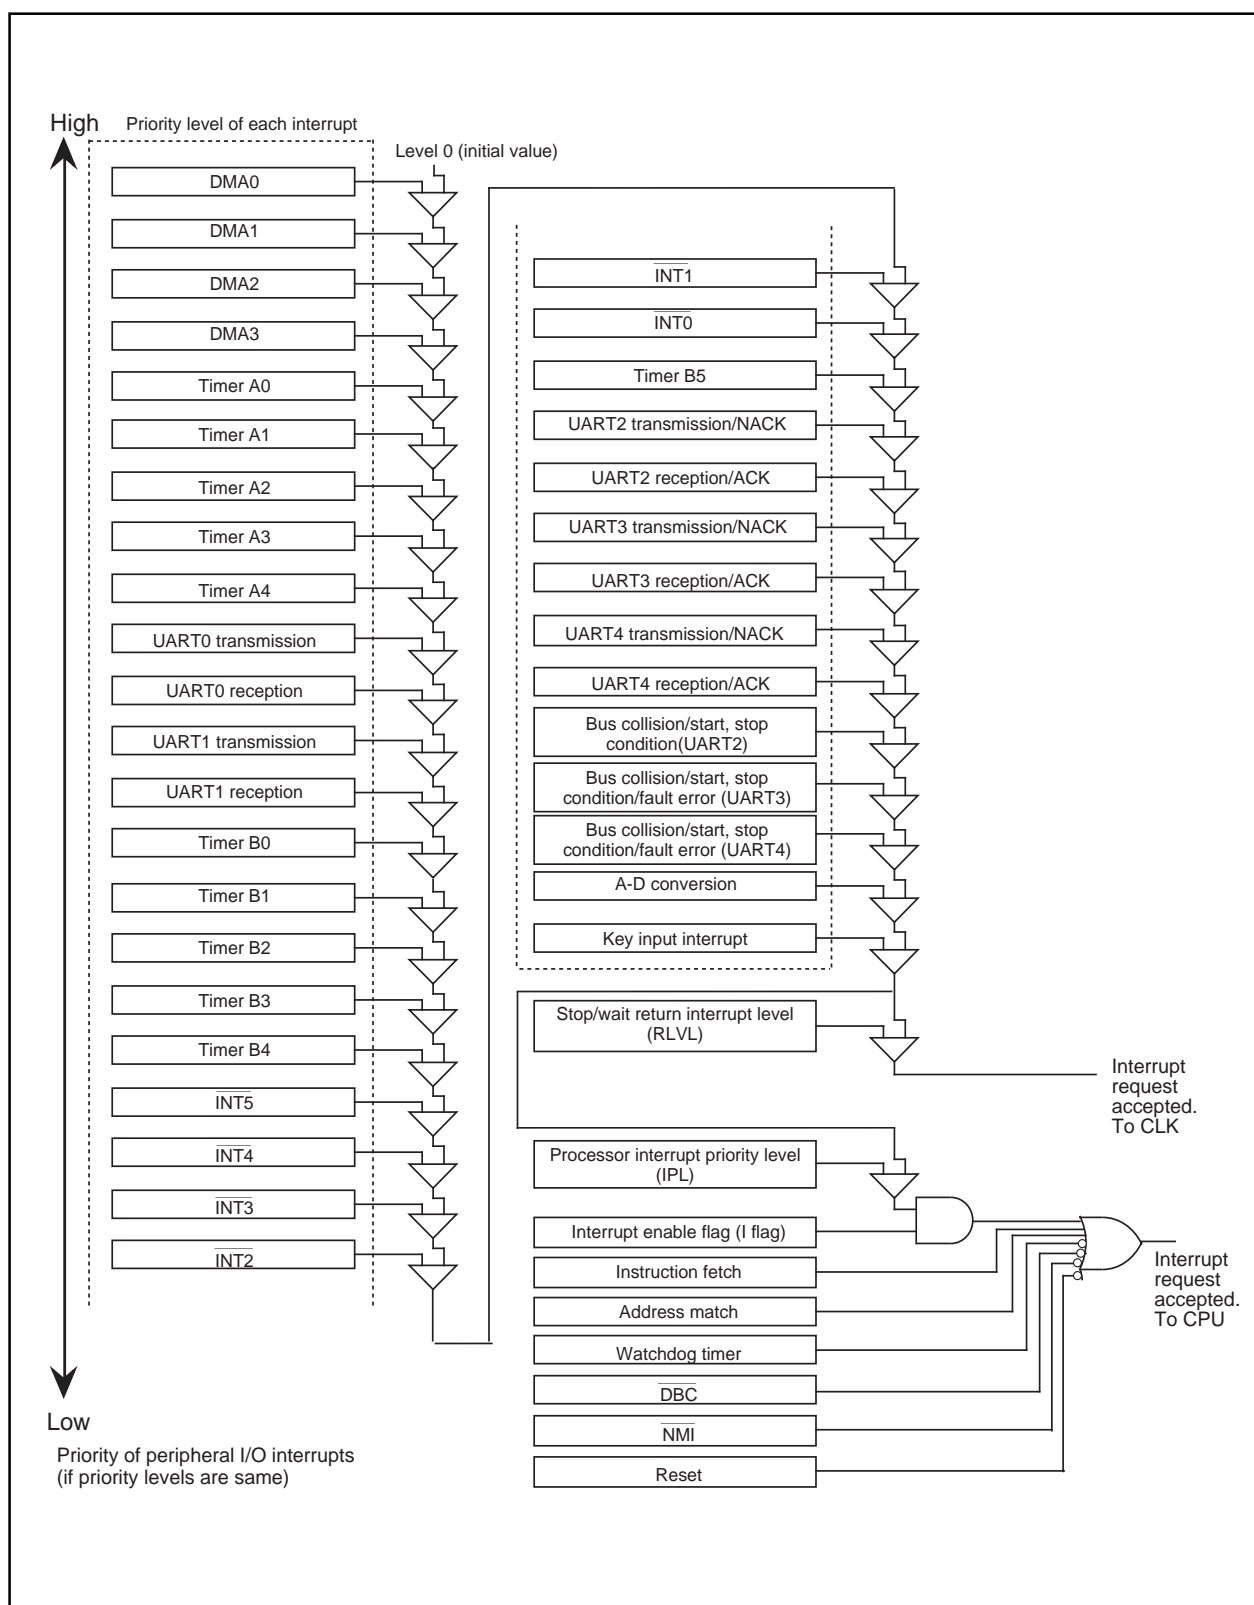 High
Priority level of each interrupt
Level 0 (initial value)
DMA0
DMA1
DMA2
DMA3
Timer A0
Timer A1
Timer A2
Timer A3
Timer A4
UART0 transmission
UART0 reception
UART1 transmission
UART1 reception
Timer B0
Timer B1
Timer B2
Timer B3
Timer B4
INT5
INT4
INT3
INT2
Low
Priority of peripheral I/O interrupts
(if priority levels are same)
INT1
INT0
Timer B5
UART2 transmission/NACK
UART2 reception/ACK
UART3 transmission/NACK
UART3 reception/ACK
UART4 transmission/NACK
UART4 reception/ACK
Bus collision/start, stop
condition(UART2)
Bus collision/start, stop
condition/fault error (UART3)
Bus collision/start, stop
condition/fault error (UART4)
A-D conversion
Key input interrupt
Stop/wait return interrupt level
(RLVL)
Interrupt
request
accepted.
To CLK
Processor interrupt priority level
(IPL)
Interrupt enable flag (I flag)
Instruction fetch
Address match
Watchdog timer
DBC
NMI
Reset
Interrupt
request
accepted.
To CPU